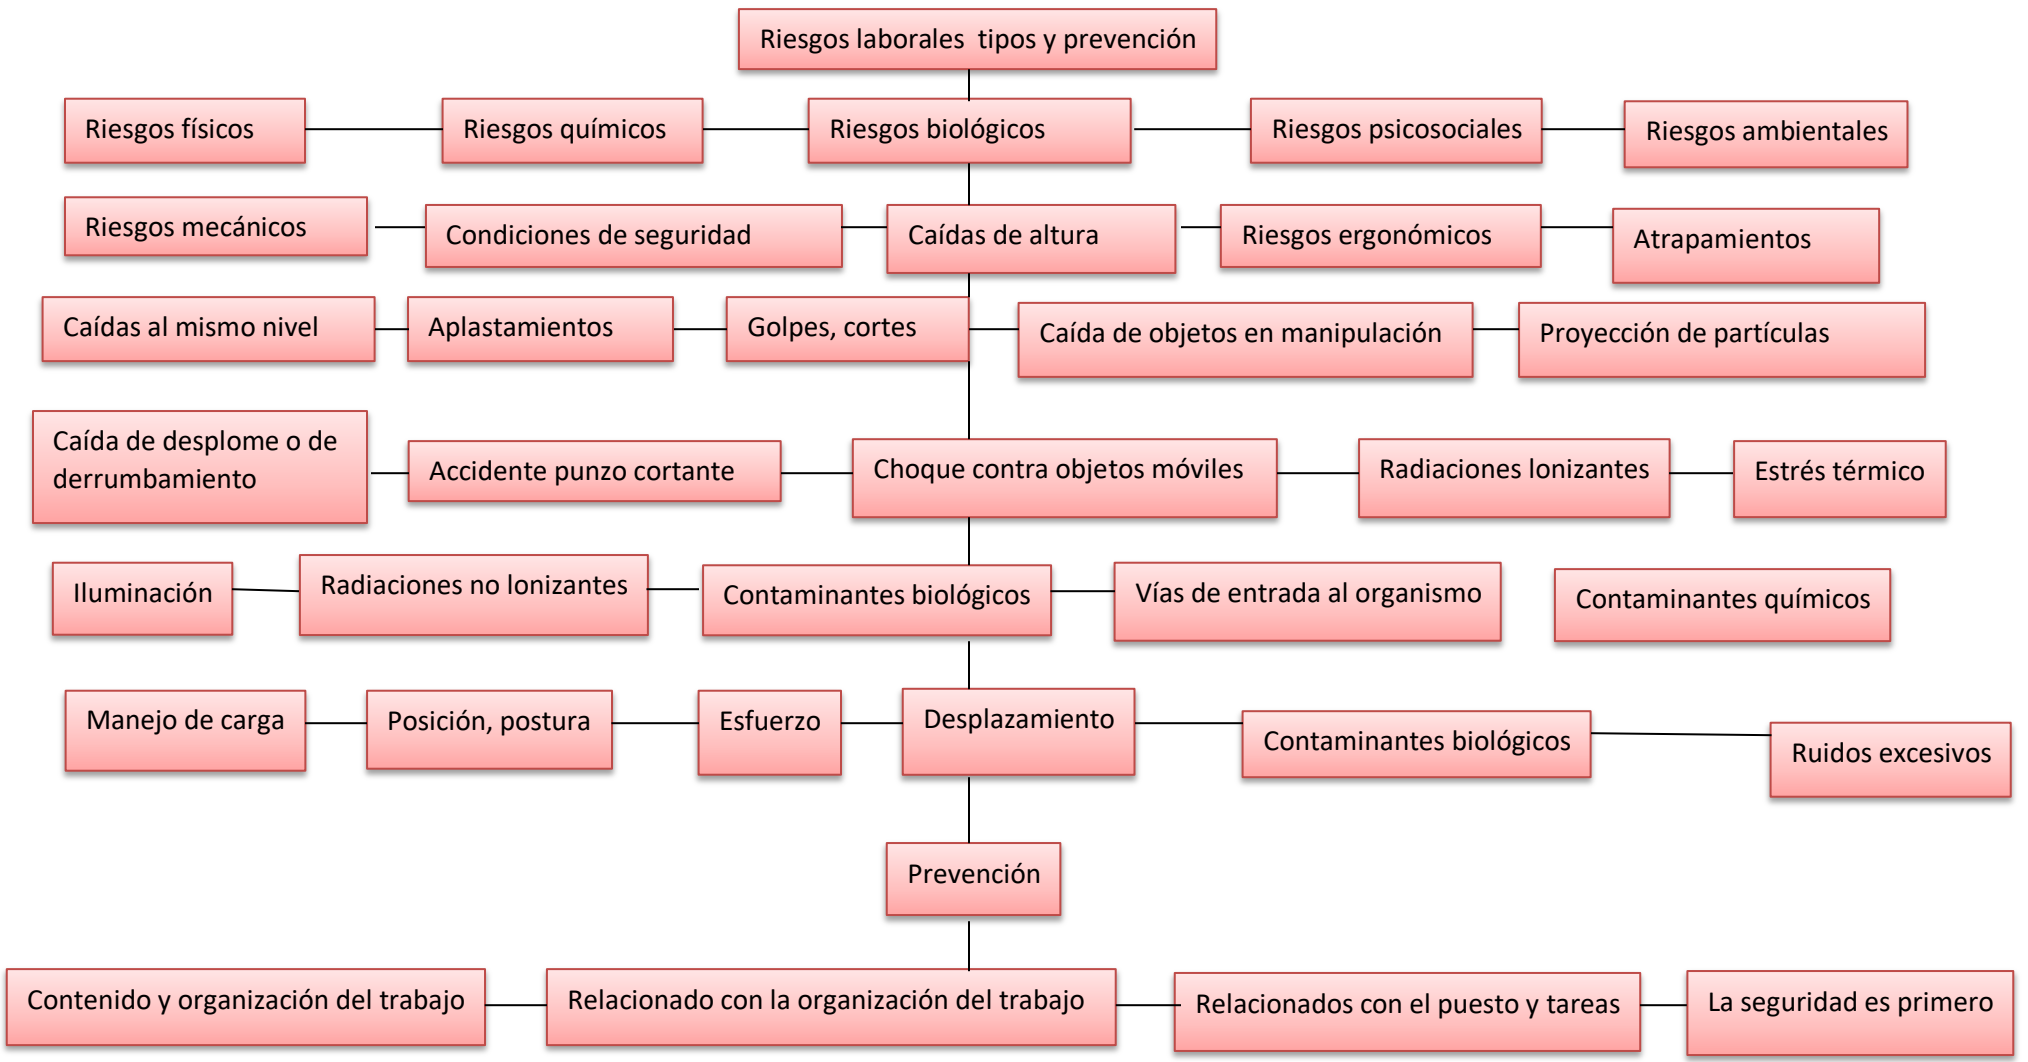 Riesgos laborales tipos y prevención
Riesgos físicos
Riesgos químicos
Riesgos biológicos
Riesgos psicosociales
Riesgos ambientales
Riesgos mecánicos
Condiciones de seguridad
Caídas de altura
Riesgos ergonómicos
Atrapamientos
Caídas al mismo nivel
Aplastamientos
Golpes, cortes
Caída de objetos en manipulación
Proyección de partículas
Caída de desplome o de
derrumbamiento
Accidente punzo cortante
Choque contra objetos móviles
Radiaciones lonizantes
Estrés térmico
Iluminación
Radiaciones no lonizantes
Contaminantes biológicos
Vías de entrada al organismo
Contaminantes químicos
Manejo de carga
Posición, postura
Esfuerzo
Desplazamiento
Contaminantes biológicos
Ruidos excesivos
Prevención
Contenido y organización del trabajo
Relacionado con la organización del trabajo
Relacionados con el puesto y tareas
La seguridad es primero